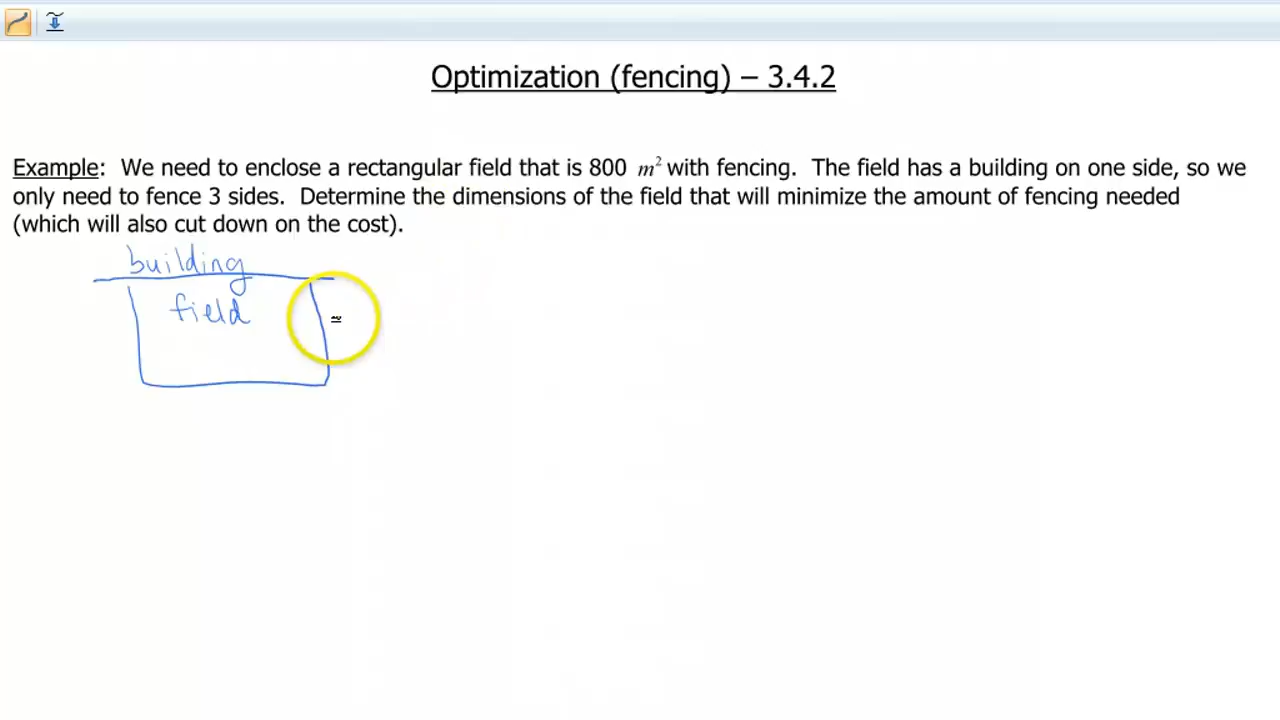 Optimization (fencing) – 3.4.2
Example: We need to enclose a rectangular field that is 800 m² with fencing. The field has a building on one side, so we
only need to fence 3 sides. Determine the dimensions of the field that will minimize the amount of fencing needed
(which will also cut down on the cost).
building
field